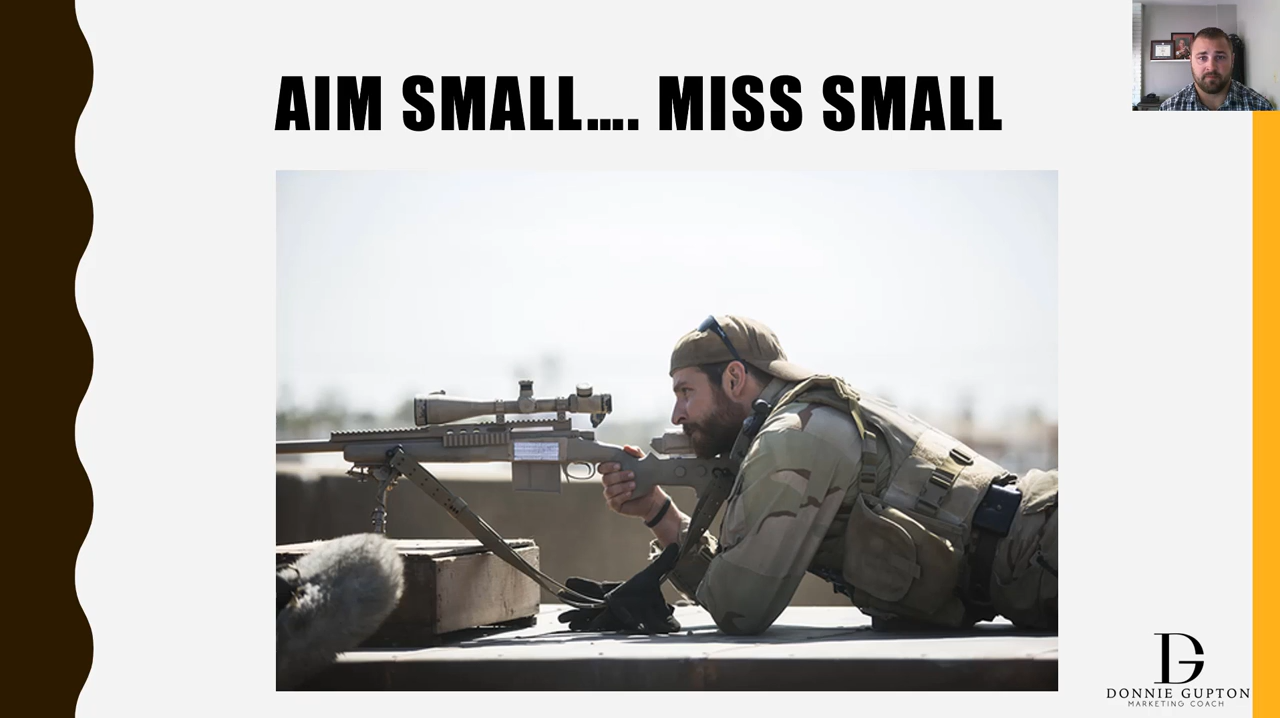 AIM SMALL.... MISS SMALL
DG
DONNIE GUPTON
MARKETING COACH